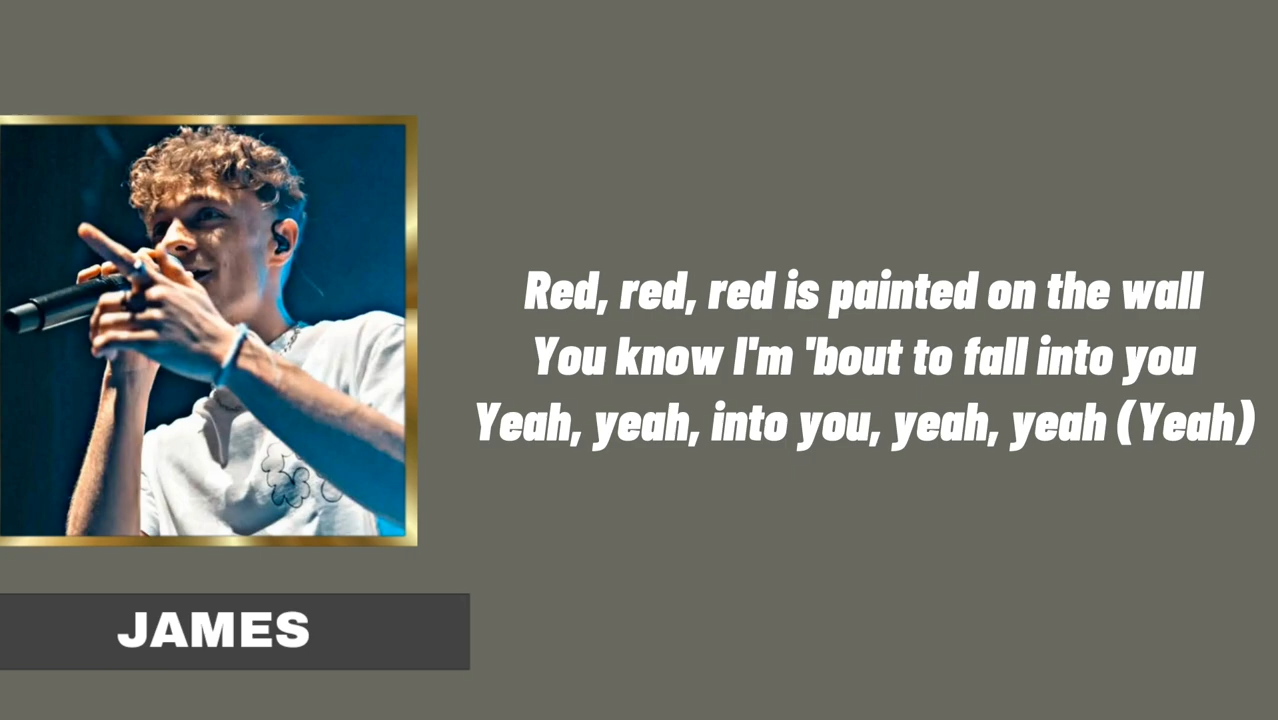 Red, red, red is painted on the wall
You know I'm 'bout to fall into you
Yeah, yeah, into you, yeah, yeah (Yeah)
JAMES